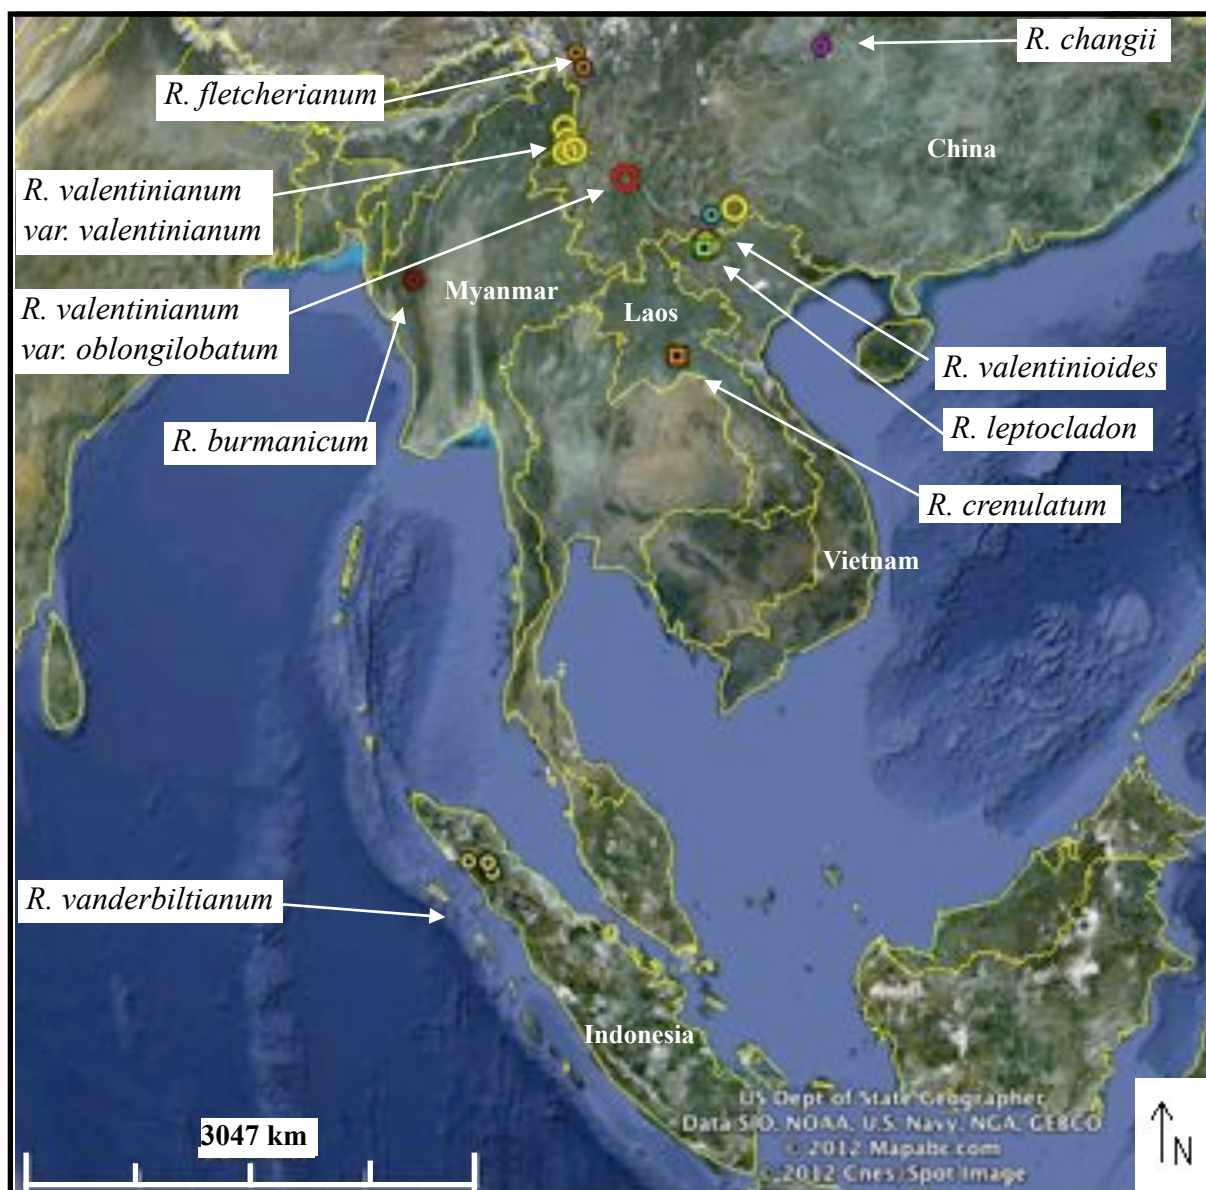 R. changii
R. fletcherianum
China
R. valentinianum
var. valentinianum
R. valentinianum
var. oblongilobatum
Myanmar
Laos
R. valentinioides
R. burmanicum
R. leptocladon
R. crenulatum
Vietnam
R. vanderbiltianum
Indonesia
US Dept of State Geographer
Data SIO, NOAA, U.S. Navy, NGA, GEBCO
© 2012 Mapabc.com
© 2012 Cnes/Spot Image
3047 km
N